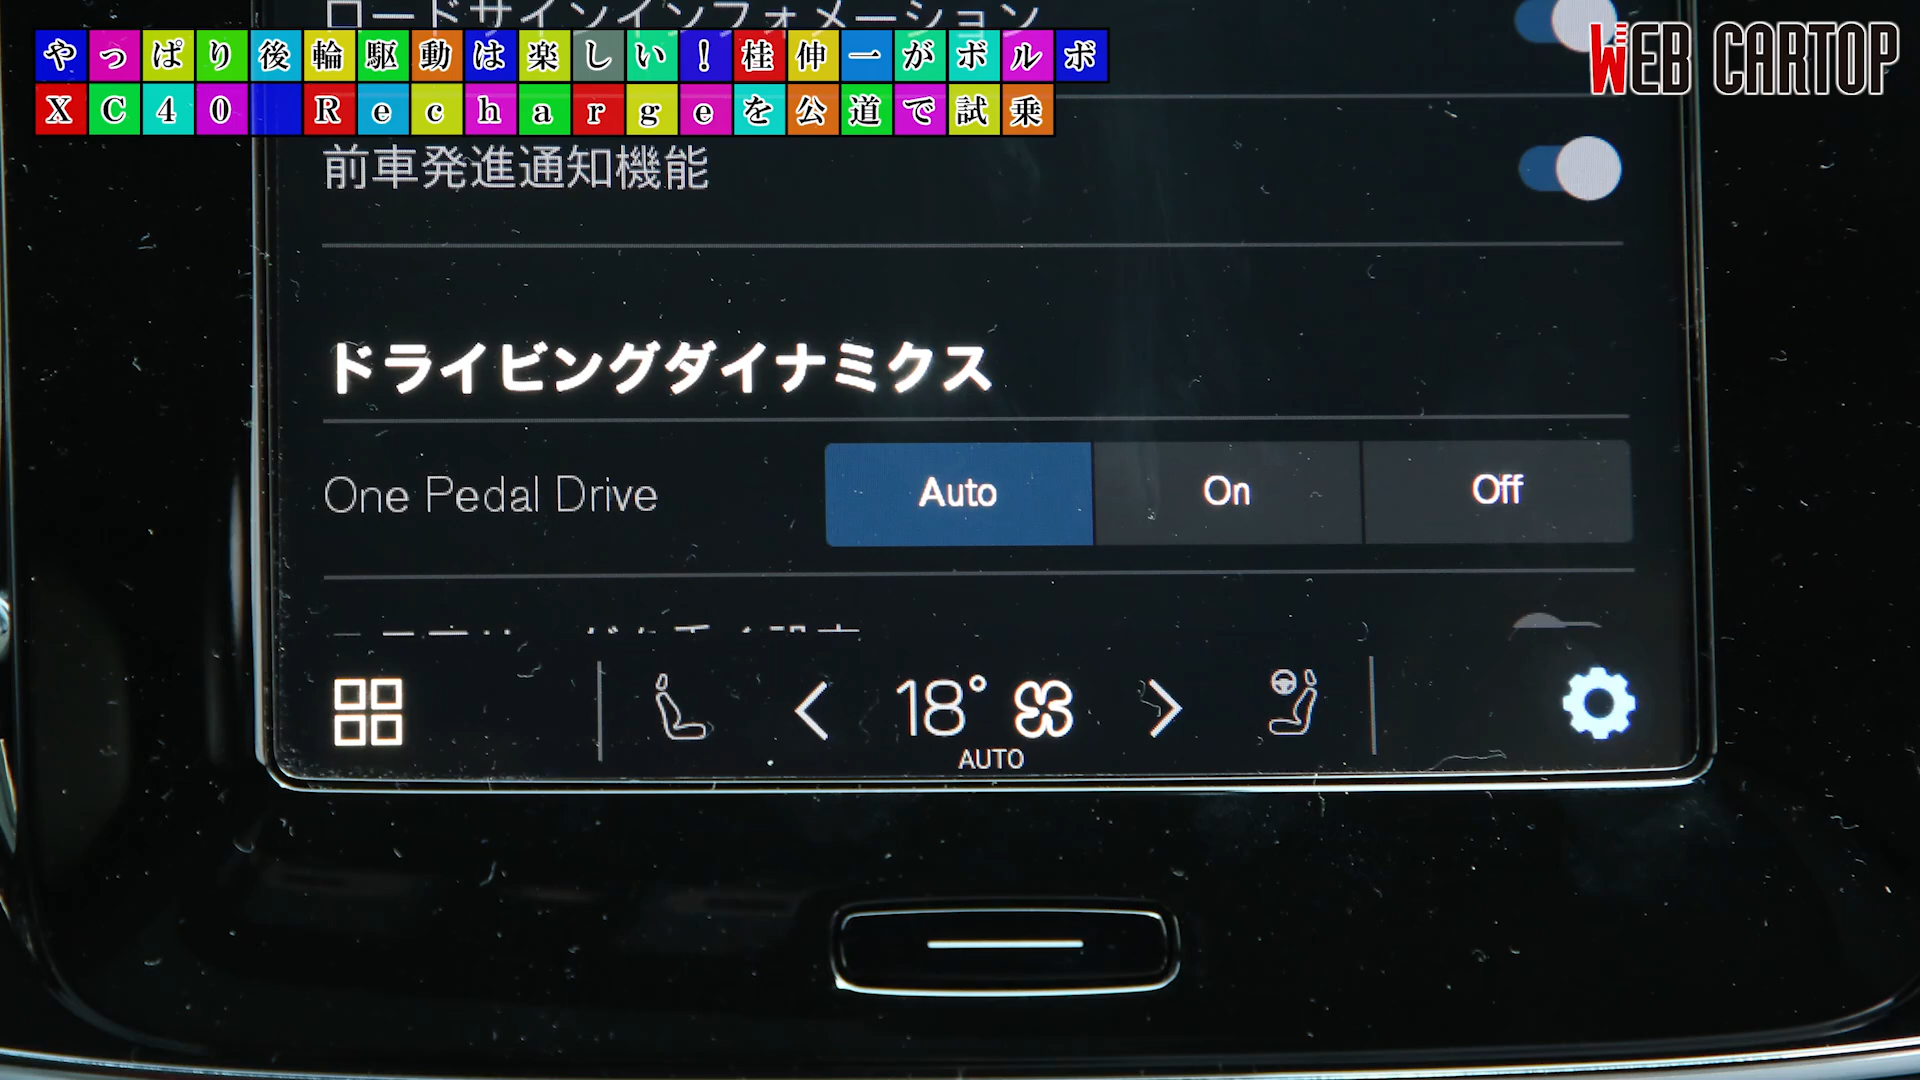 やっぱり後輪駆動は楽しい!桂伸一がボルボ
XC40 Rechargeを公道で試乗
WEB CARTOP
ロードサインインフォメーション
前車発進通知機能
ドライビングダイナミクス
One Pedal Drive Auto On Off
18°
AUTO